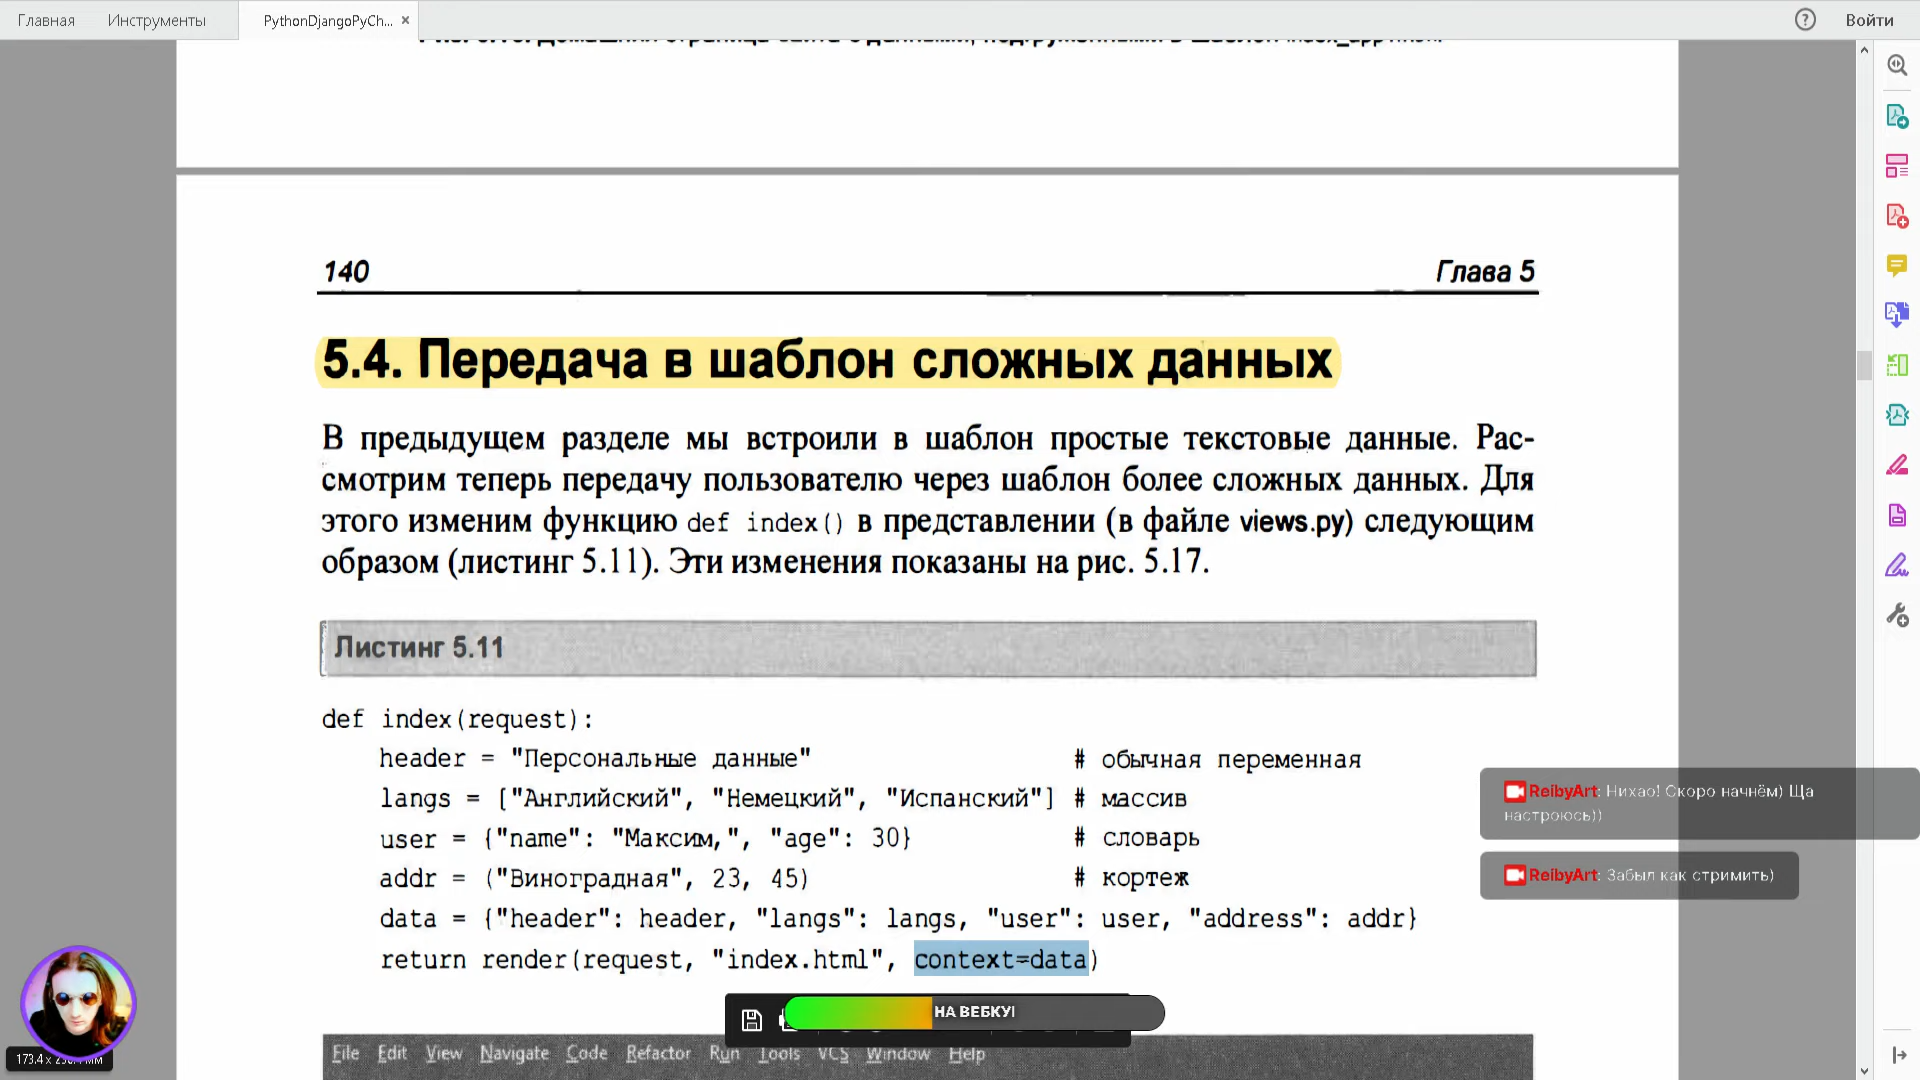 Главная
Инструменты
PythonDjangoPyCh...
×
?
Войти
140
Глава 5
5.4. Передача в шаблон сложных данных
В предыдущем разделе мы встроили в шаблон простые текстовые данные. Рас-
смотрим теперь передачу пользователю через шаблон более сложных данных. Для
этого изменим функцию def index() в представлении (в файле views.py) следующим
образом (листинг 5.11). Эти изменения показаны на рис. 5.17.
Листинг 5.11
def index(request):
header = "Персональные данные" # обычная переменная
langs = ["Английский", "Немецкий", "Испанский"] # массив
user = {"name": "Максим,", "age": 30} # словарь
addr = ("Виноградная", 23, 45) # кортеж
data = {"header": header, "langs": langs, "user": user, "address": addr}
return render(request, "index.html", context=data)
ReibyArt: Нихао! Скоро начнём) Ща
настроюсь))
ReibyArt: Забыл как стримить)
НА ВЕБКУ!
File Edit View Navigate Code Refactor Run Tools VCS Window Help
173.4 x
мм